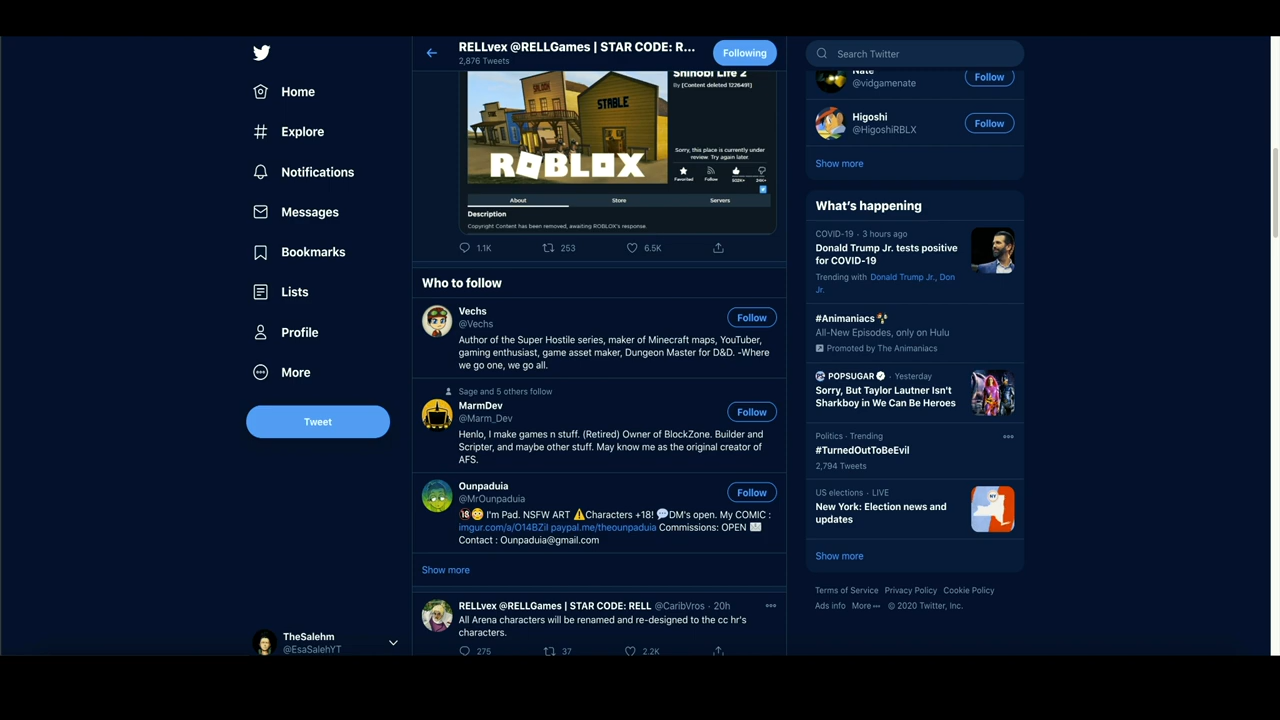 Home
Explore
Notifications
Messages
Bookmarks
Lists
Profile
More
Tweet
TheSalehm
@EsaSalehYT
RELLvex @RELLGames | STAR CODE: R...
2,876 Tweets
Following
Shinobi Life 2
By [Content deleted 1226491]
SALOON
STABLE
ROBLOX
Sorry, this place is currently under
review. Try again later.
Favorited
Follow
502K+
24K+
About
Store
Servers
Description
Copyright Content has been removed, awaiting ROBLOX's response.
1.1K
253
6.5K
Who to follow
Vechs
@Vechs
Follow
Author of the Super Hostile series, maker of Minecraft maps, YouTuber,
gaming enthusiast, game asset maker, Dungeon Master for D&D. -Where
we go one, we go all.
Sage and 5 others follow
MarmDev
@Marm_Dev
Follow
Henlo, I make games n stuff. (Retired) Owner of BlockZone. Builder and
Scripter, and maybe other stuff. May know me as the original creator of
AFS.
Ounpaduia
@MrOunpaduia
Follow
🔞😳 I'm Pad. NSFW ART ⚠️Characters +18! 💬DM's open. My COMIC :
imgur.com/a/O14BZiI paypal.me/theounpaduia Commissions: OPEN
Contact : Ounpaduia@gmail.com
Show more
RELLvex @RELLGames | STAR CODE: RELL @CaribVros · 20h
All Arena characters will be renamed and re-designed to the cc hr's
characters.
275
37
2.2K
Search Twitter
Nate
@vidgamenate
Follow
Higoshi
@HigoshiRBLX
Follow
Show more
What's happening
COVID-19 · 3 hours ago
Donald Trump Jr. tests positive
for COVID-19
Trending with Donald Trump Jr., Don
Jr.
#Animaniacs
All-New Episodes, only on Hulu
Promoted by The Animaniacs
POPSUGAR · Yesterday
Sorry, But Taylor Lautner Isn't
Sharkboy in We Can Be Heroes
Politics · Trending
#TurnedOutToBeEvil
2,794 Tweets
US elections · LIVE
New York: Election news and
updates
NY
Show more
Terms of Service Privacy Policy Cookie Policy
Ads info More ••• © 2020 Twitter, Inc.